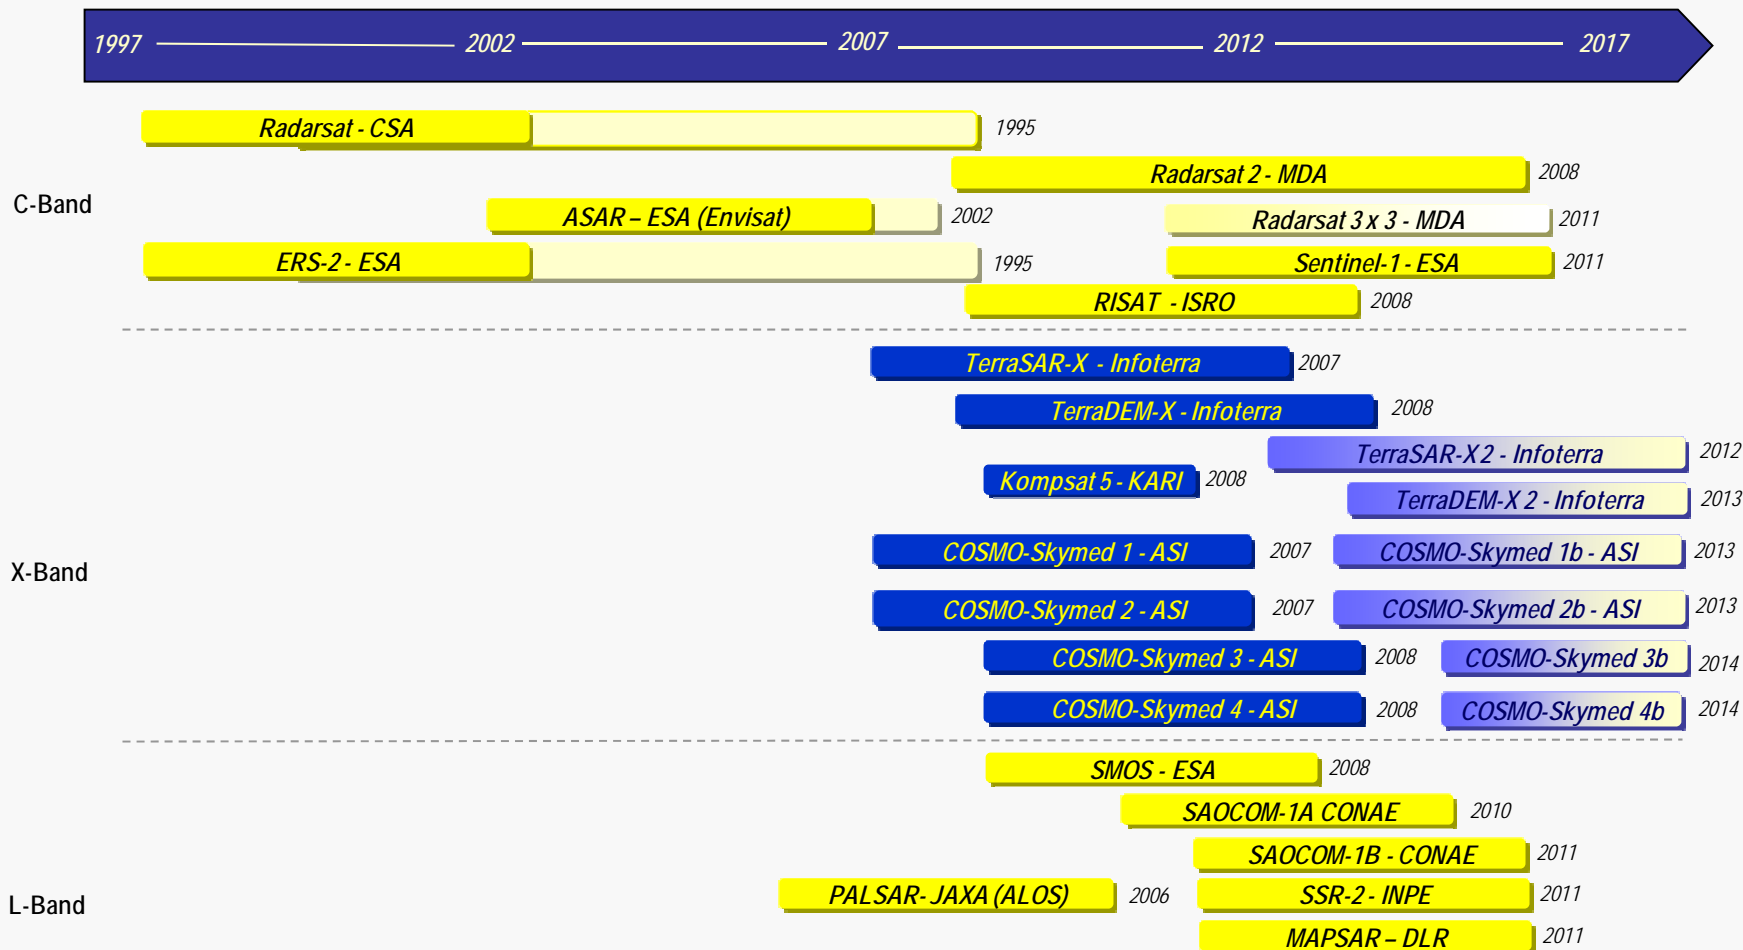 1997 2002 2007 2012 2017
Radarsat - CSA 1995
Radarsat 2 - MDA 2008
C-Band
ASAR – ESA (Envisat) 2002
Radarsat 3 x 3 - MDA 2011
ERS-2 - ESA 1995
Sentinel-1 - ESA 2011
RISAT - ISRO 2008
TerraSAR-X - Infoterra 2007
TerraDEM-X - Infoterra 2008
TerraSAR-X2 - Infoterra 2012
Kompsat 5 - KARI 2008
TerraDEM-X 2 - Infoterra 2013
X-Band
COSMO-Skymed 1 - ASI 2007
COSMO-Skymed 1b - ASI 2013
COSMO-Skymed 2 - ASI 2007
COSMO-Skymed 2b - ASI 2013
COSMO-Skymed 3 - ASI 2008
COSMO-Skymed 3b 2014
COSMO-Skymed 4 - ASI 2008
COSMO-Skymed 4b 2014
SMOS - ESA 2008
SAOCOM-1A CONAE 2010
SAOCOM-1B - CONAE 2011
L-Band
PALSAR- JAXA (ALOS) 2006
SSR-2 - INPE 2011
MAPSAR – DLR 2011